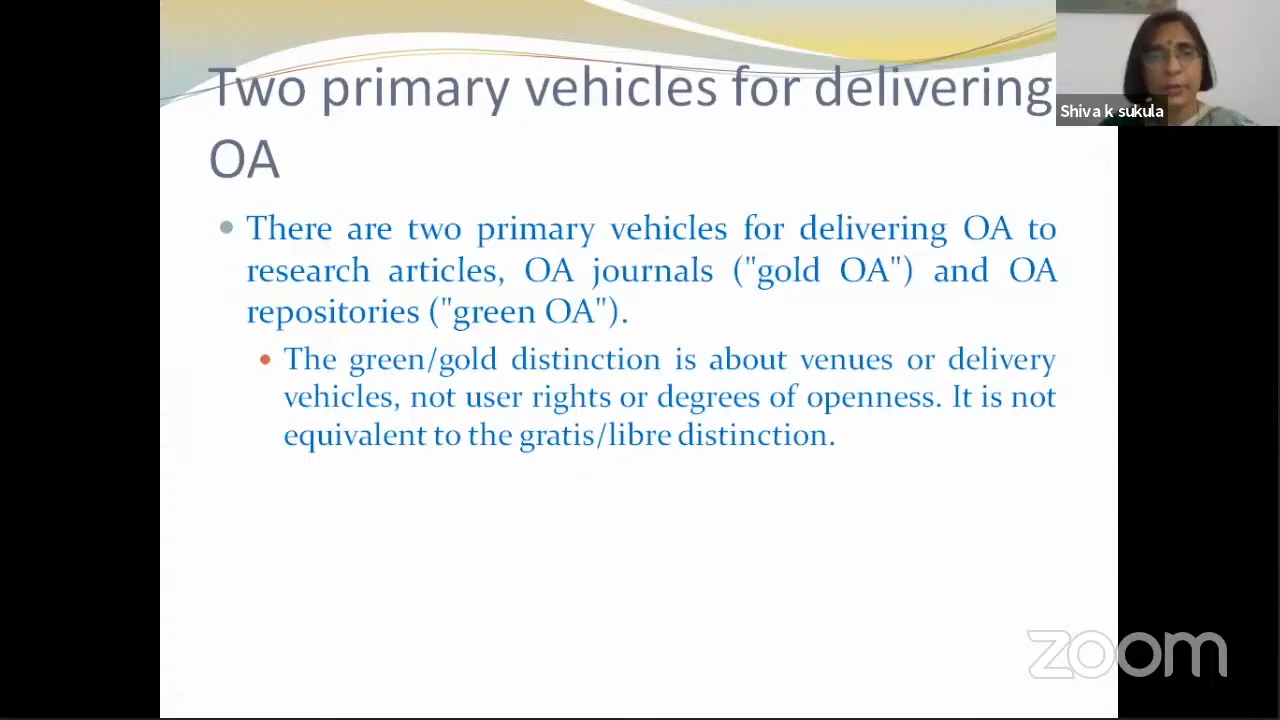 Two primary vehicles for delivering
OA
Shiva k sukula
There are two primary vehicles for delivering OA to
research articles, OA journals ("gold OA") and OA
repositories ("green OA").
The green/gold distinction is about venues or delivery
vehicles, not user rights or degrees of openness. It is not
equivalent to the gratis/libre distinction.
zoom